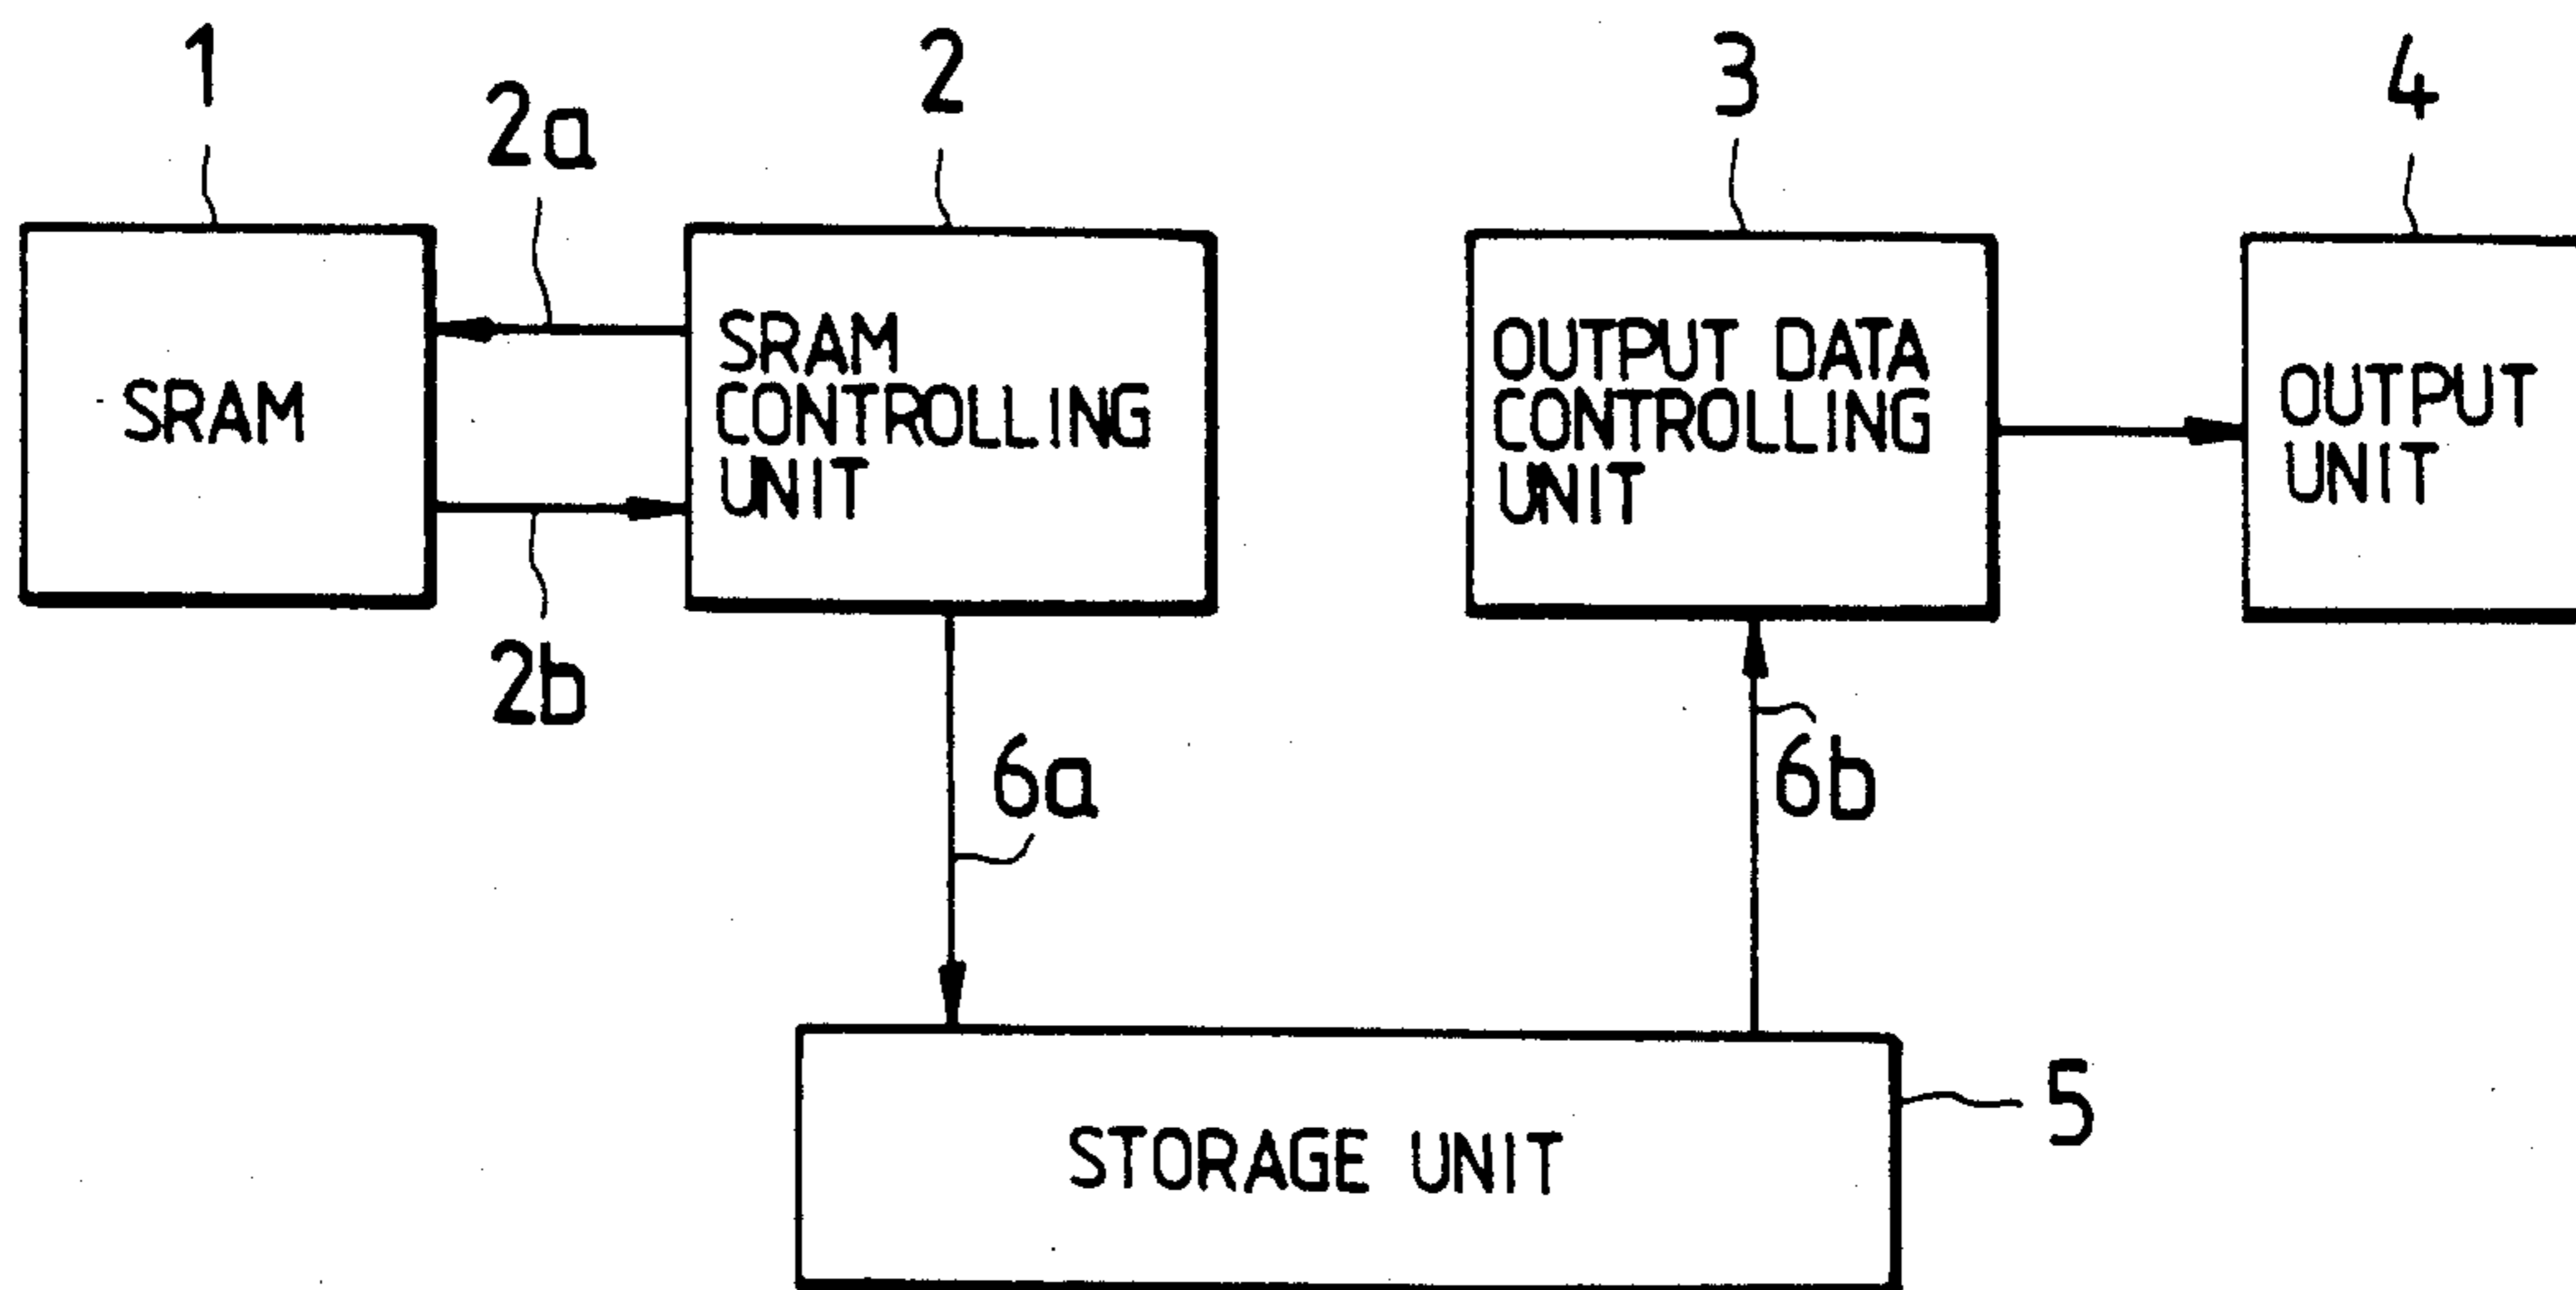 1
2
3
4
2a
SRAM
SRAM
CONTROLLING
UNIT
OUTPUT DATA
CONTROLLING
UNIT
OUTPUT
UNIT
2b
6a
6b
STORAGE UNIT
5